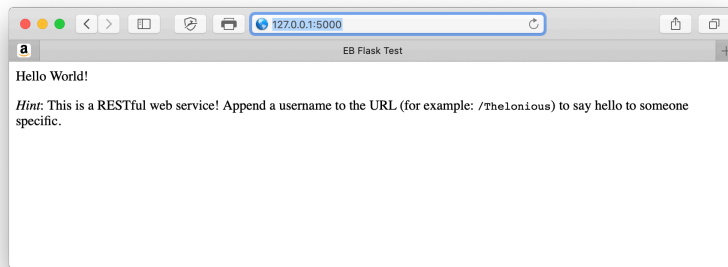 127.0.0.1:5000
a
EB Flask Test
Hello World!
Hint: This is a RESTful web service! Append a username to the URL (for example: /Thelonious) to say hello to someone
specific.